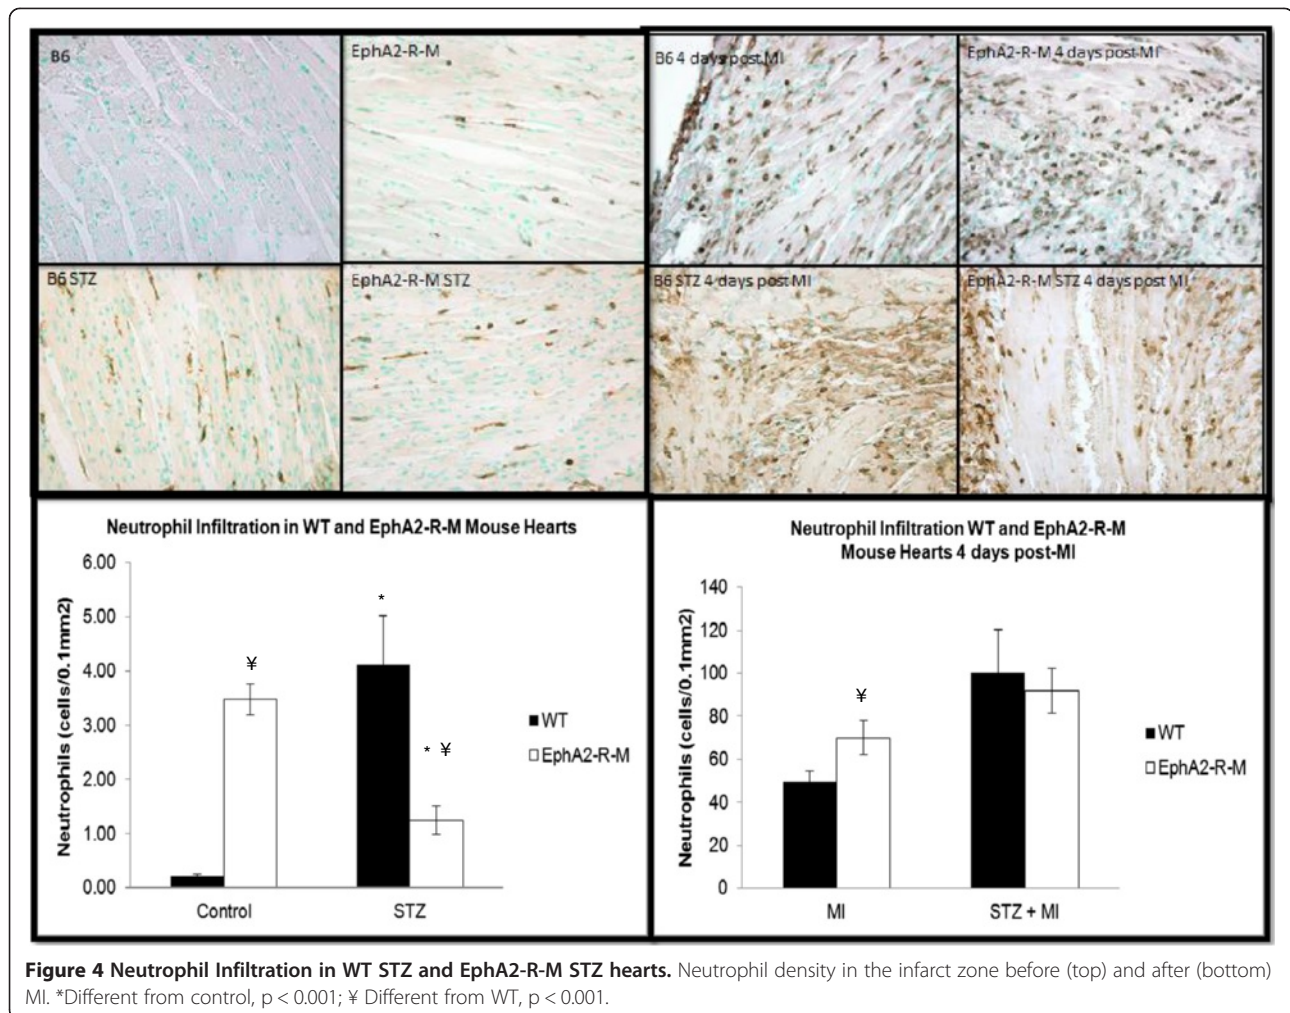 B6
EphA2-R-M
B6 4 days post MI
EphA2-R-M 4 days post MI
B6 STZ
EphA2-R-M STZ
B6 STZ 4 days post MI
EphA2-R-M STZ 4 days post MI
Neutrophil Infiltration in WT and EphA2-R-M Mouse Hearts
Neutrophils (cells/0.1mm2)
6.00
5.00
4.00
3.00
2.00
1.00
0.00
¥
*
* ¥
Control
STZ
WT
EphA2-R-M
Neutrophil Infiltration WT and EphA2-R-M
Mouse Hearts 4 days post-MI
Neutrophils (cells/0.1mm2)
140
120
100
80
60
40
20
0
¥
MI
STZ + MI
WT
EphA2-R-M
Figure 4 Neutrophil Infiltration in WT STZ and EphA2-R-M STZ hearts. Neutrophil density in the infarct zone before (top) and after (bottom)
MI. *Different from control, p < 0.001; ¥ Different from WT, p < 0.001.